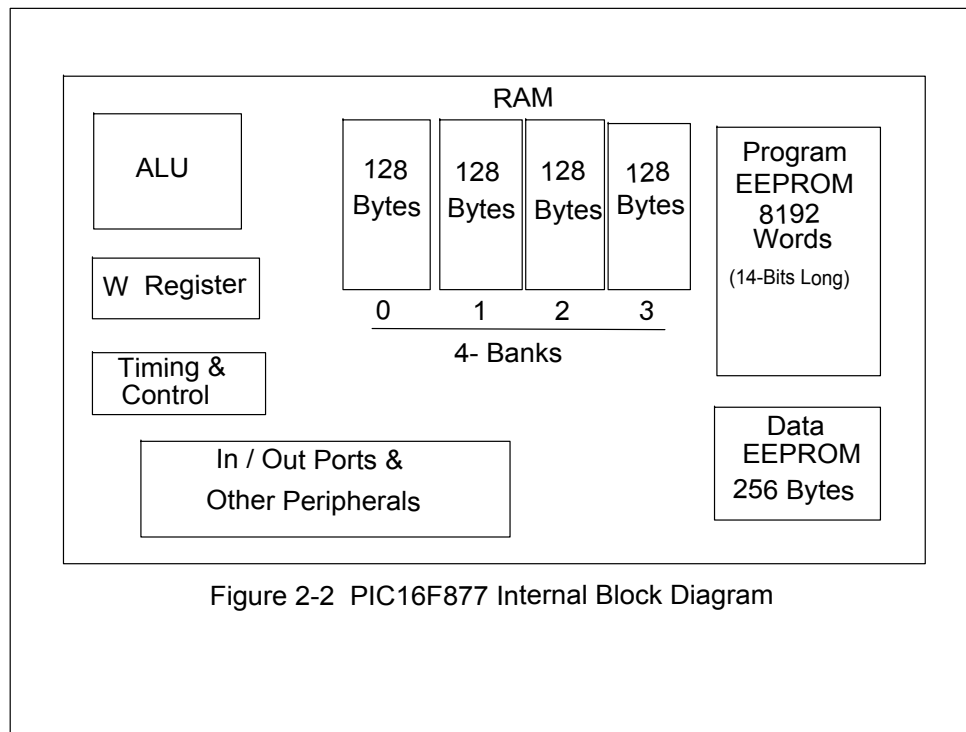 RAM
ALU
W Register
Timing &
Control
128
Bytes
128
Bytes
128
Bytes
128
Bytes
0 1 2 3
4- Banks
Program
EEPROM
8192
Words
(14-Bits Long)
Data
EEPROM
256 Bytes
In / Out Ports &
Other Peripherals
Figure 2-2 PIC16F877 Internal Block Diagram